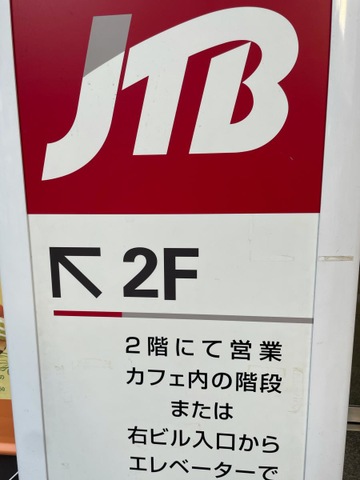 JTB
2F
2階にて営業
カフェ内の階段
または
右ビル入口から
エレベーターで